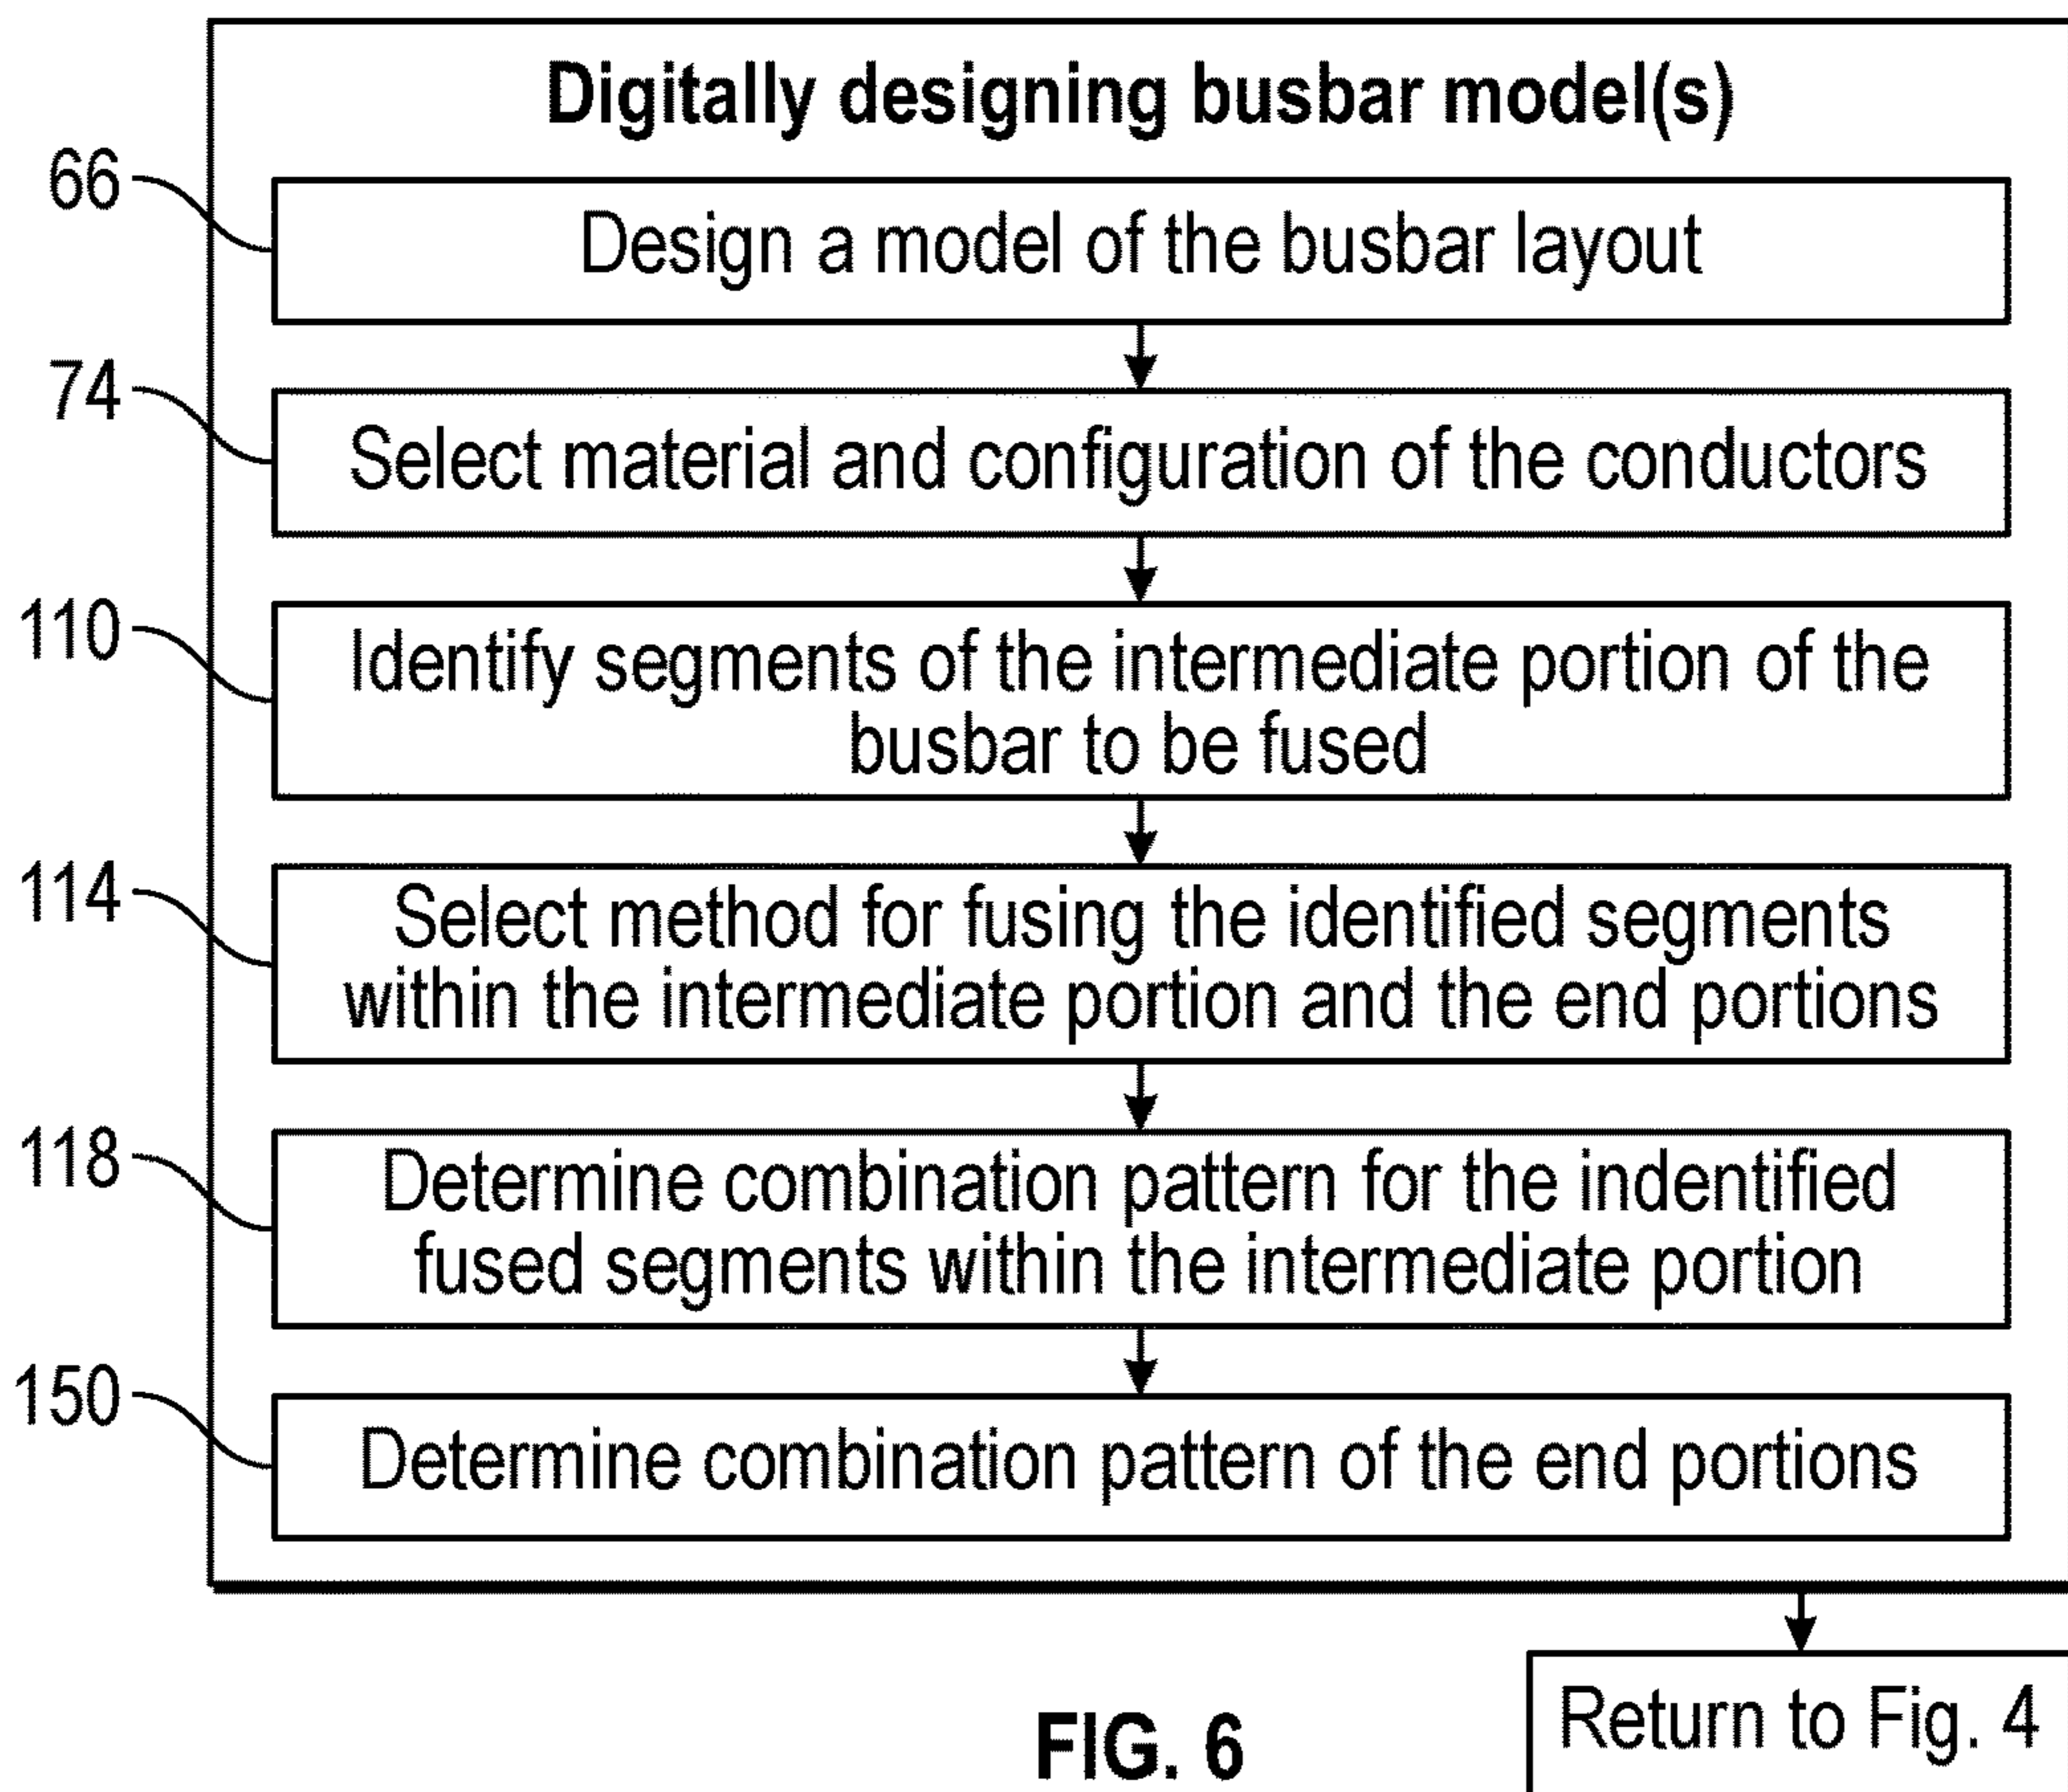 Digitally designing busbar model(s)
66
Design a model of the busbar layout
74
Select material and configuration of the conductors
110
Identify segments of the intermediate portion of the
busbar to be fused
114
Select method for fusing the identified segments
within the intermediate portion and the end portions
118
Determine combination pattern for the indentified
fused segments within the intermediate portion
150
Determine combination pattern of the end portions
Return to Fig. 4
FIG. 6